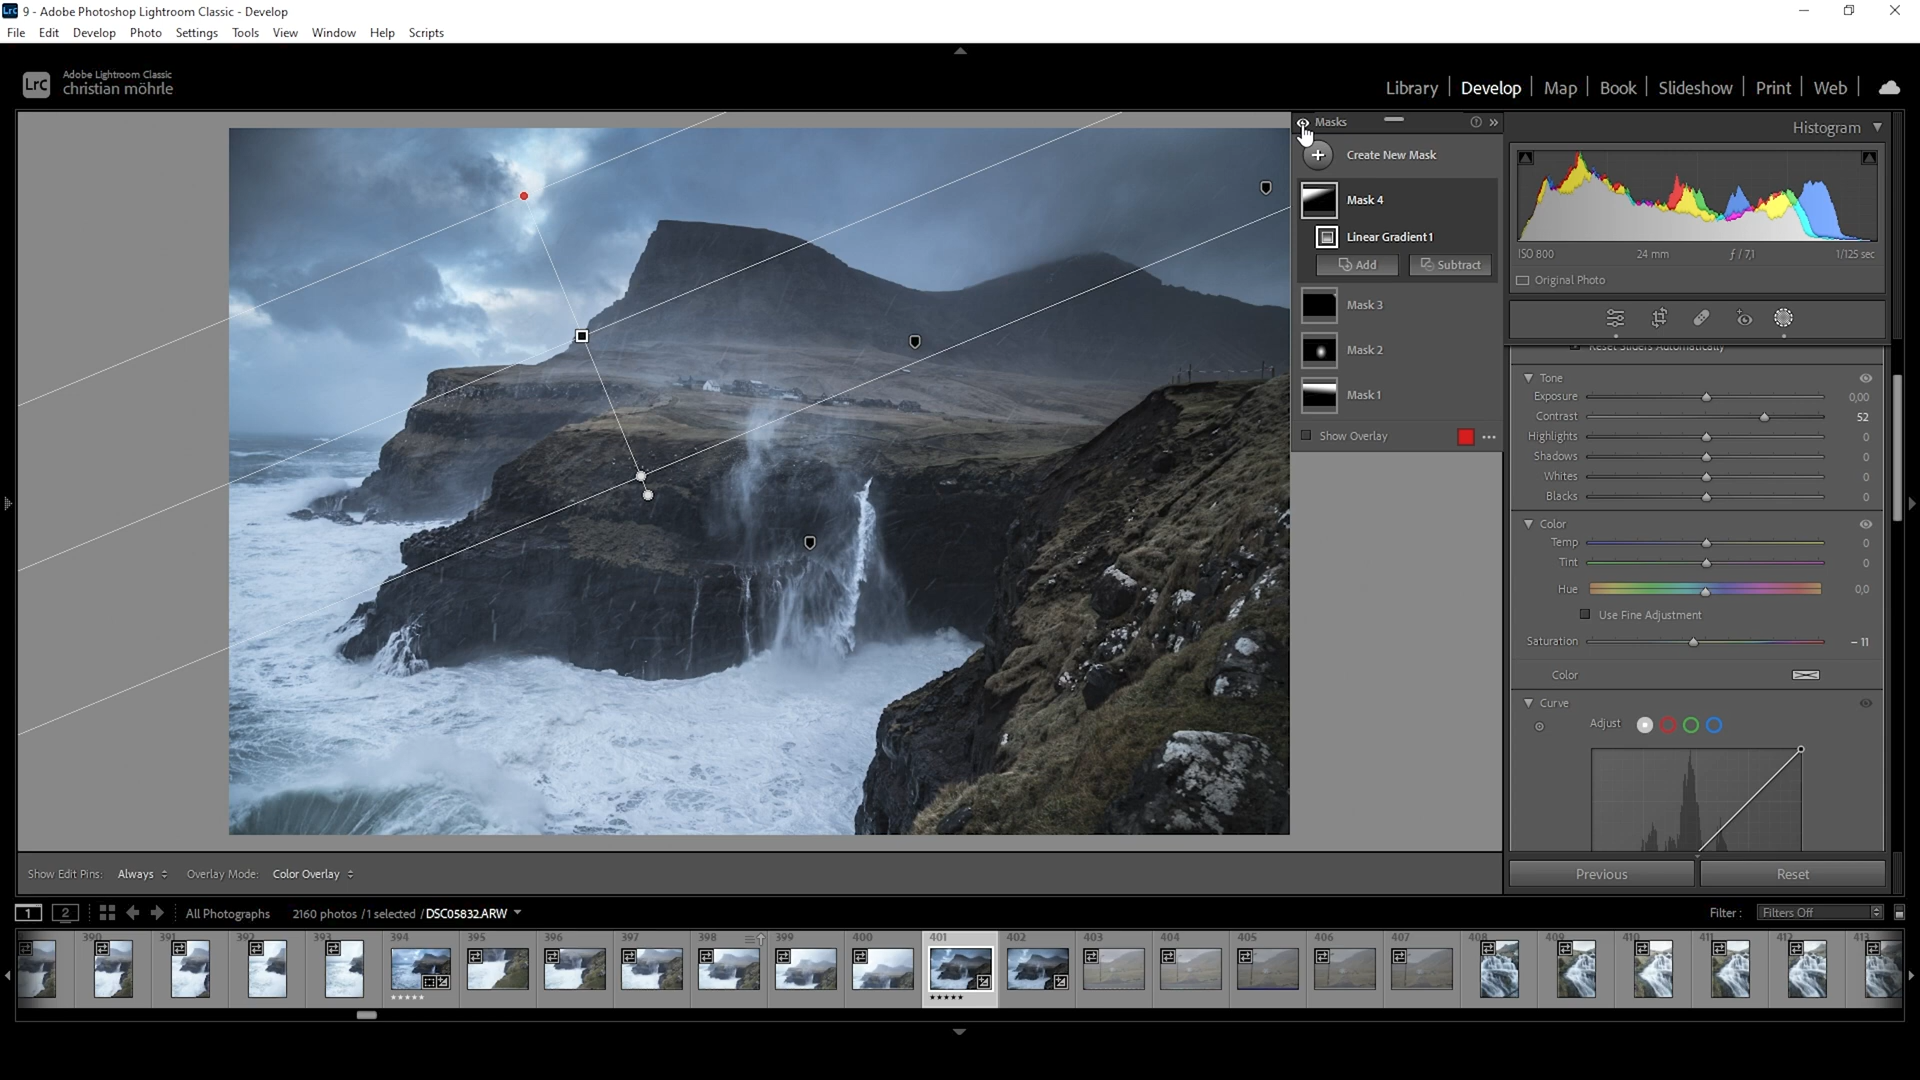 9 - Adobe Photoshop Lightroom Classic - Develop
File Edit Develop Photo Settings Tools View Window Help Scripts
LrC Adobe Lightroom Classic
christian möhrle
Library Develop Map Book Slideshow Print Web
Masks
Create New Mask
Mask 4
Linear Gradient 1
Add Subtract
Mask 3
Mask 2
Mask 1
Show Overlay
Histogram
ISO 800 24 mm ƒ / 7,1 1/125 sec
Original Photo
Reset Sliders Automatically
Tone
Exposure 0,00
Contrast 52
Highlights 0
Shadows 0
Whites 0
Blacks 0
Color
Temp 0
Tint 0
Hue 0,0
Use Fine Adjustment
Saturation – 11
Color
Curve
Adjust
Previous Reset
Show Edit Pins: Always Overlay Mode: Color Overlay
1 2 All Photographs 2160 photos / 1 selected / DSC05832.ARW Filter : Filters Off
390 391 392 393 394 395 396 397 398 399 400 401 402 403 404 405 406 407 408 409 410 411 412 413